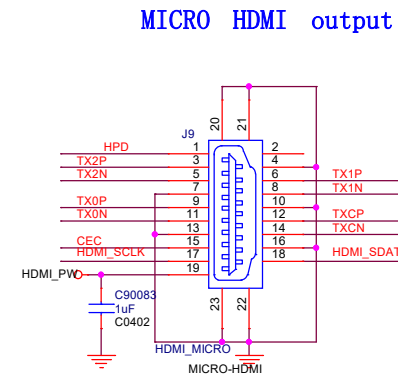 MICRO HDMI output
20 21
J9
HPD 1 2
TX2P 3 4
TX2N 5 6 TX1P
7 8 TX1N
TX0P 9 10
TX0N 11 12 TXCP
13 14 TXCN
CEC 15 16
HDMI_SCLK 17 18 HDMI_SDAT
HDMI_PW 19
C90083
1uF
C0402
23 22
HDMI_MICRO
MICRO-HDMI